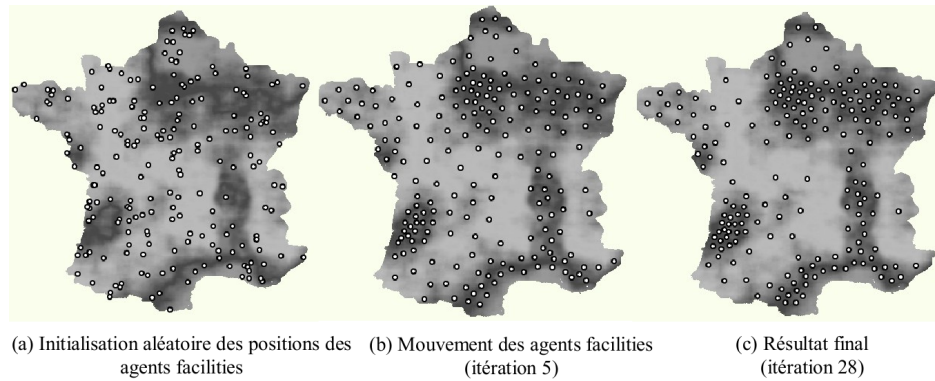 (a) Initialisation aléatoire des positions des
agents facilities
(b) Mouvement des agents facilities
(itération 5)
(c) Résultat final
(itération 28)